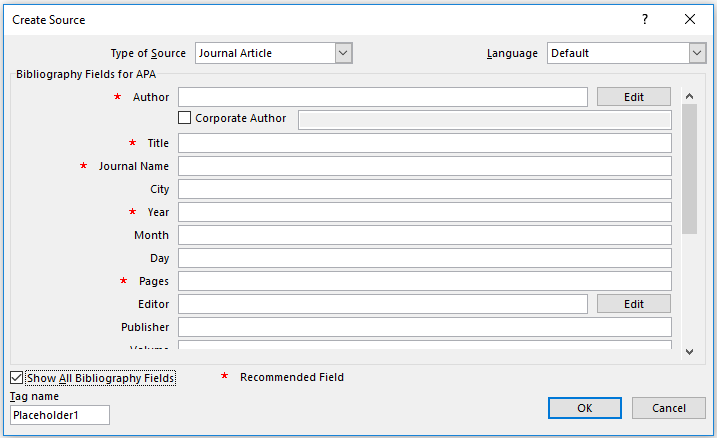 Create Source ?
Type of Source Journal Article Language Default
Bibliography Fields for APA
* Author Edit
Corporate Author
* Title
* Journal Name
City
* Year
Month
Day
* Pages
Editor Edit
Publisher
Volume
Show All Bibliography Fields * Recommended Field
Tag name
Placeholder1 OK Cancel